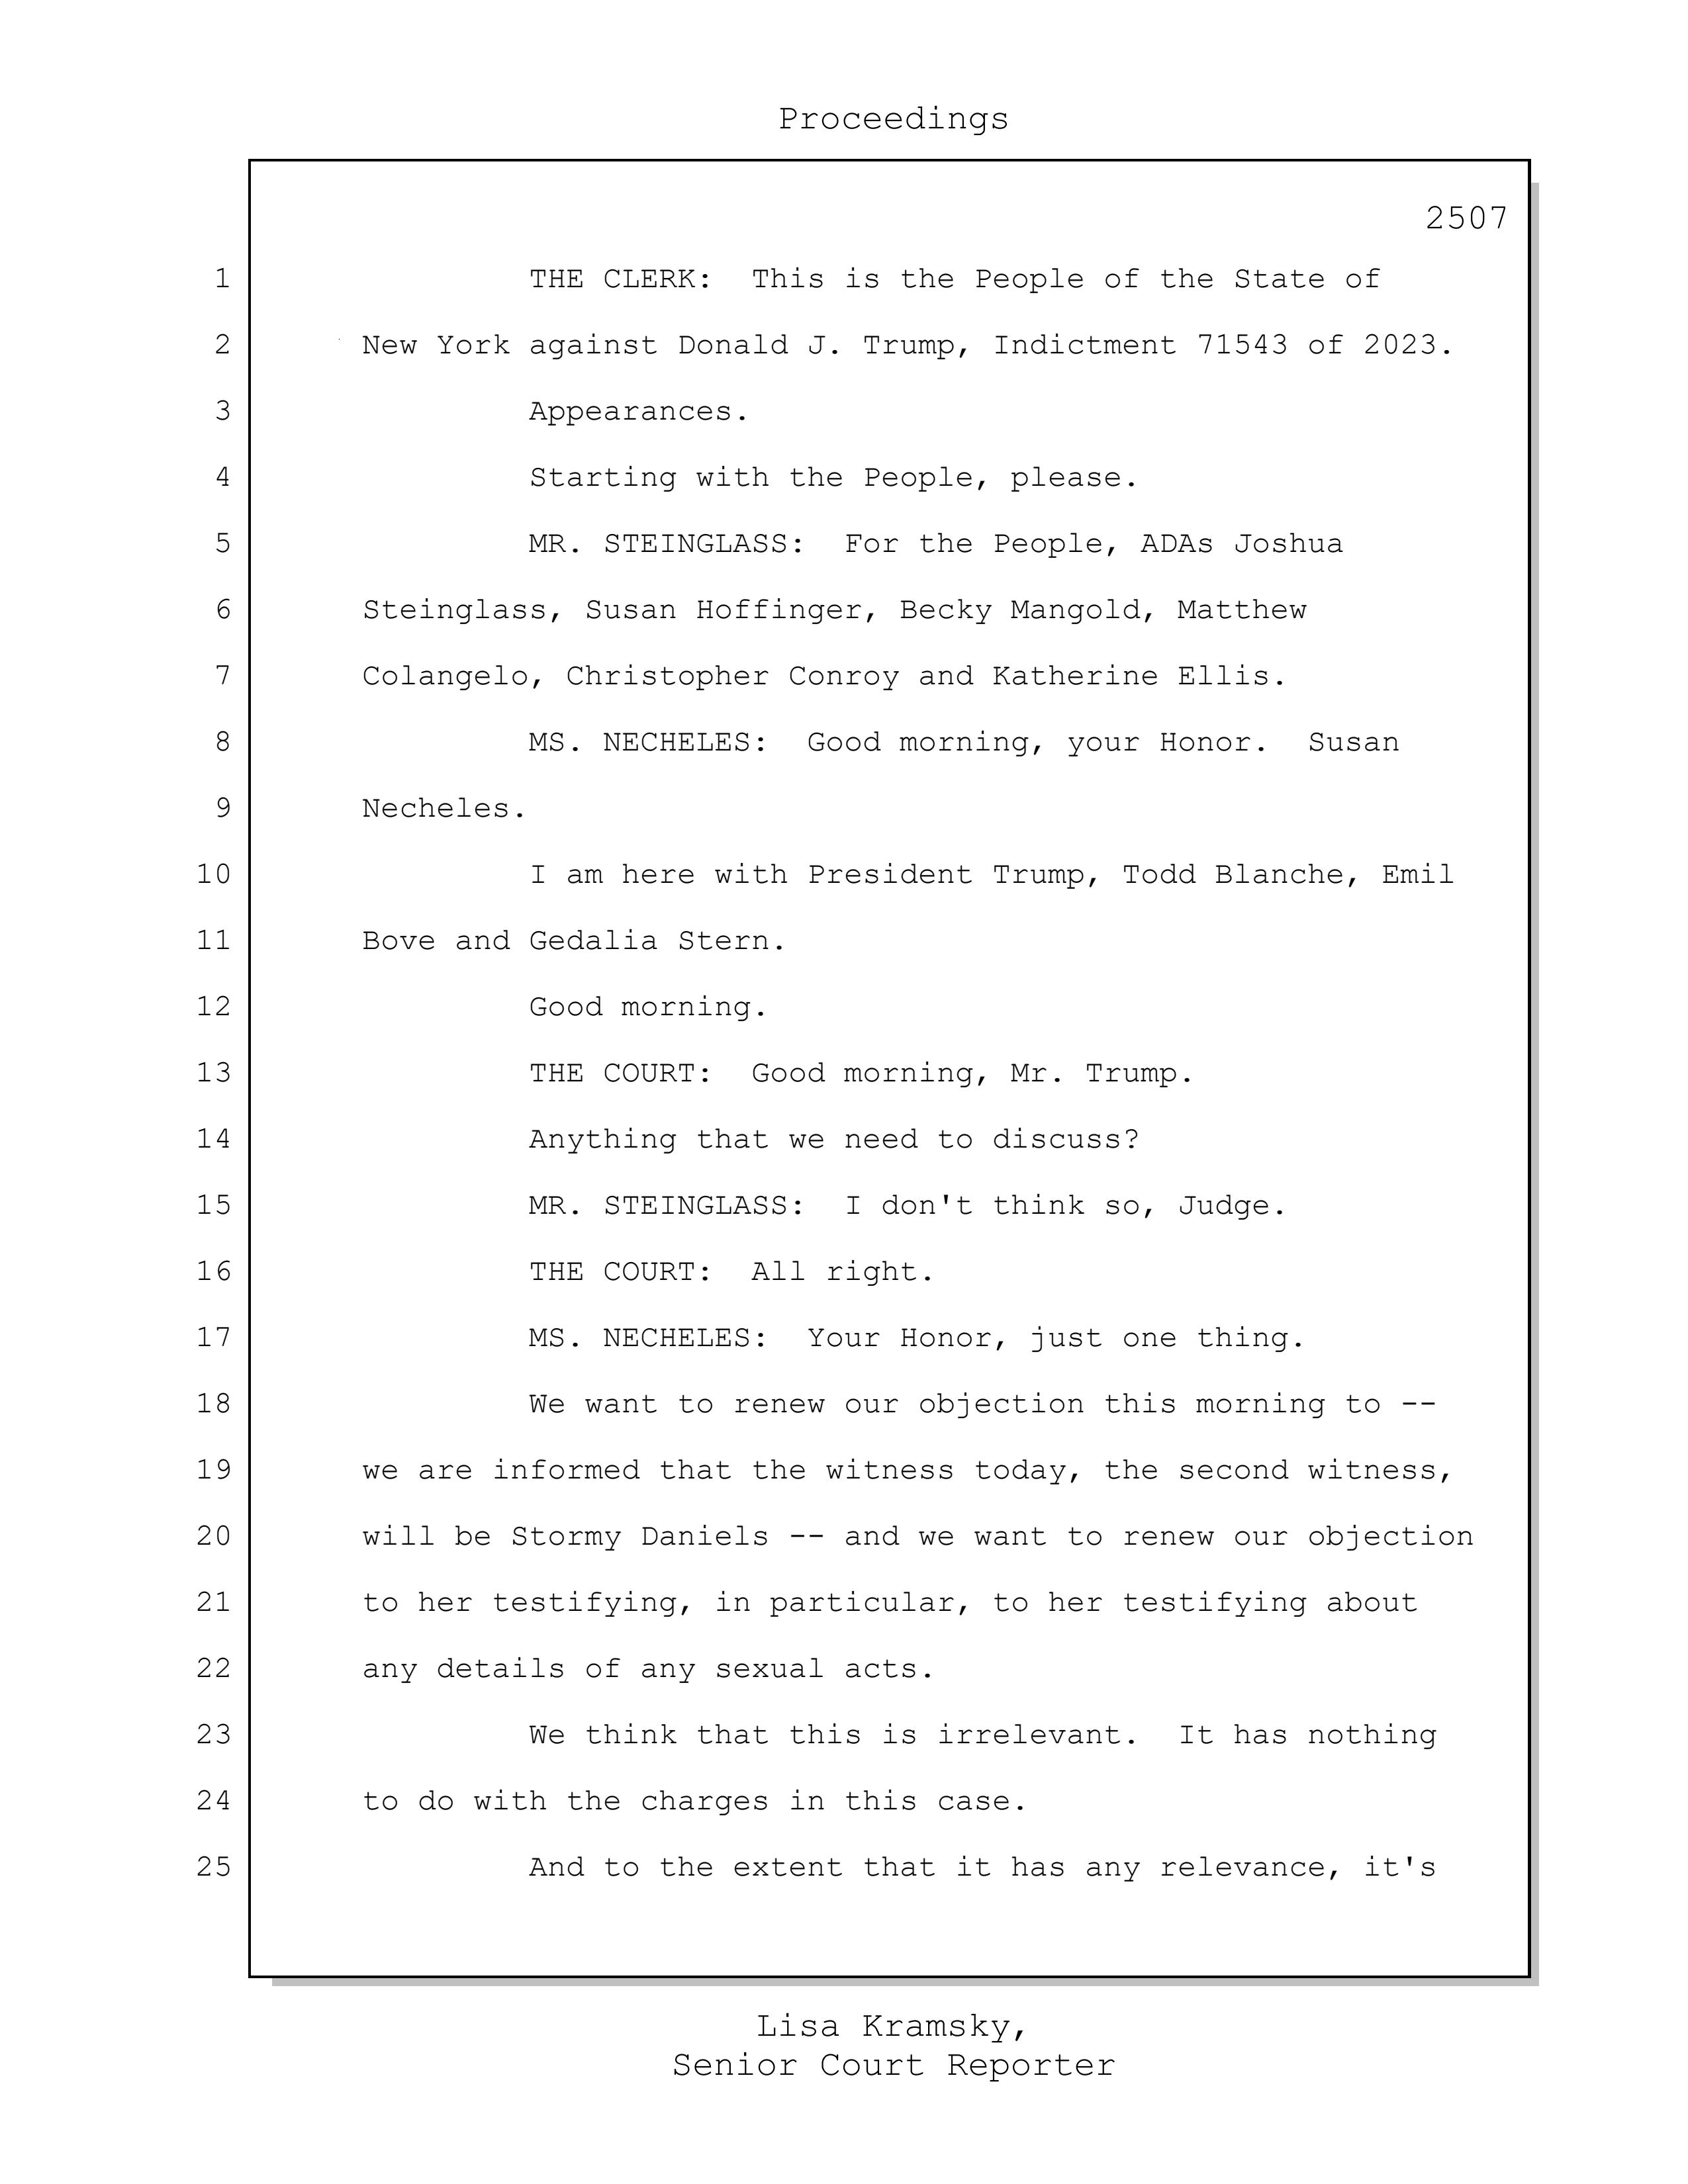 Proceedings
2507
1 THE CLERK: This is the People of the State of
2 New York against Donald J. Trump, Indictment 71543 of 2023.
3 Appearances.
4 Starting with the People, please.
5 MR. STEINGLASS: For the People, ADAs Joshua
6 Steinglass, Susan Hoffinger, Becky Mangold, Matthew
7 Colangelo, Christopher Conroy and Katherine Ellis.
8 MS. NECHELES: Good morning, your Honor. Susan
9 Necheles.
10 I am here with President Trump, Todd Blanche, Emil
11 Bove and Gedalia Stern.
12 Good morning.
13 THE COURT: Good morning, Mr. Trump.
14 Anything that we need to discuss?
15 MR. STEINGLASS: I don't think so, Judge.
16 THE COURT: All right.
17 MS. NECHELES: Your Honor, just one thing.
18 We want to renew our objection this morning to --
19 we are informed that the witness today, the second witness,
20 will be Stormy Daniels -- and we want to renew our objection
21 to her testifying, in particular, to her testifying about
22 any details of any sexual acts.
23 We think that this is irrelevant. It has nothing
24 to do with the charges in this case.
25 And to the extent that it has any relevance, it's
Lisa Kramsky,
Senior Court Reporter